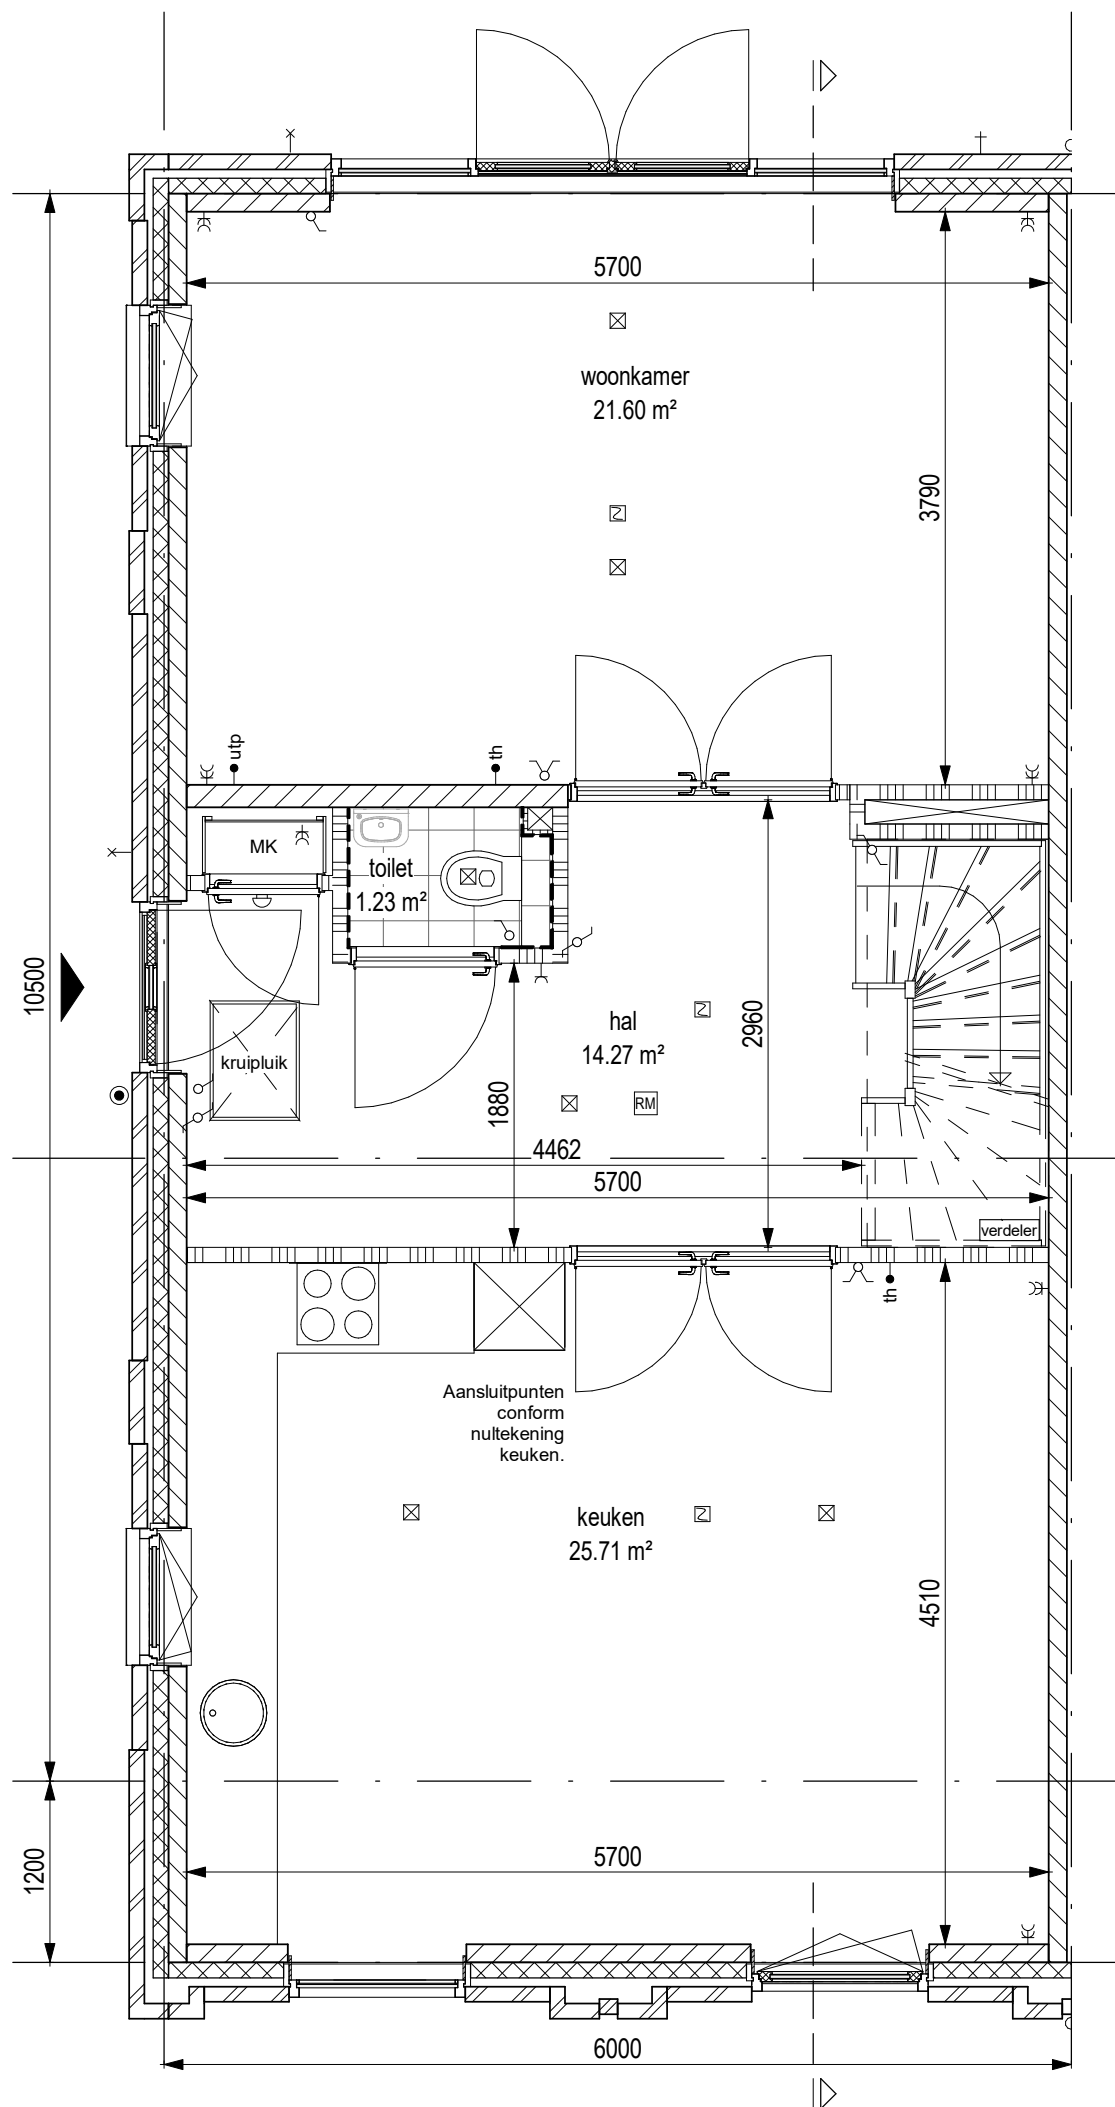 5700
woonkamer
21.60 m²
3790
utp
th
MK
toilet
1.23 m²
10500
hal
14.27 m²
2960
kruipluik
1880
RM
4462
5700
verdeler
th
Aansluitpunten
conform
nultekening
keuken.
keuken
25.71 m²
4510
1200
5700
6000